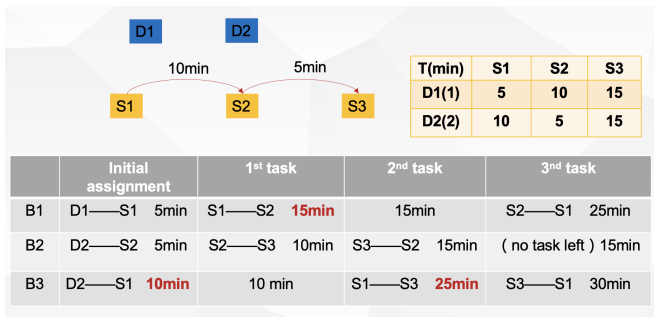 D1 D2
10min 5min
S1 S2 S3
T(min) S1 S2 S3
D1(1) 5 10 15
D2(2) 10 5 15
Initial assignment 1st task 2nd task 3nd task
B1 D1——S1 5min S1——S2 15min 15min S2——S1 25min
B2 D2——S2 5min S2——S3 10min S3——S2 15min ( no task left ) 15min
B3 D2——S1 10min 10 min S1——S3 25min S3——S1 30min